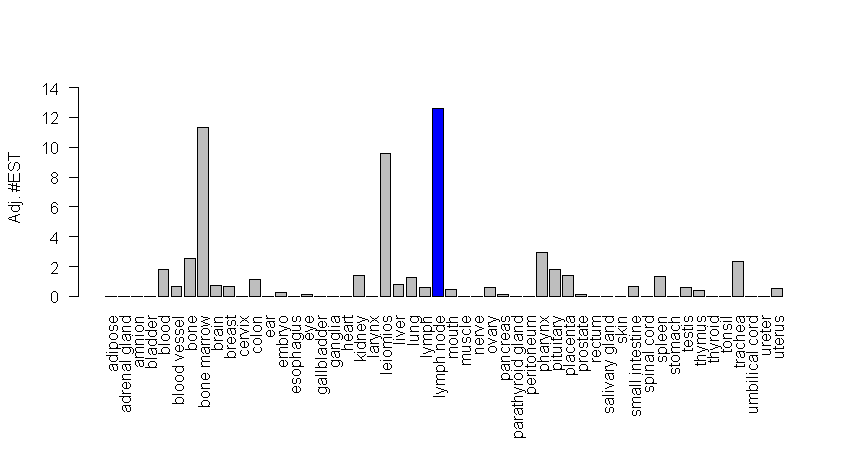 Adj. #EST
14
12
10
8
6
4
2
0
adipose
adrenal gland
amnion
bladder
blood
blood vessel
bone
bone marrow
brain
breast
cervix
colon
ear
embryo
esophagus
eye
gallbladder
ganglia
heart
kidney
larynx
leiomios
liver
lung
lymph
lymph node
mouth
muscle
nerve
ovary
pancreas
parathyroid gland
peritoneum
pharynx
pituitary
placenta
prostate
rectum
salivary gland
skin
small intestine
spinal cord
spleen
stomach
testis
thymus
thyroid
tonsil
trachea
umbilical cord
ureter
uterus